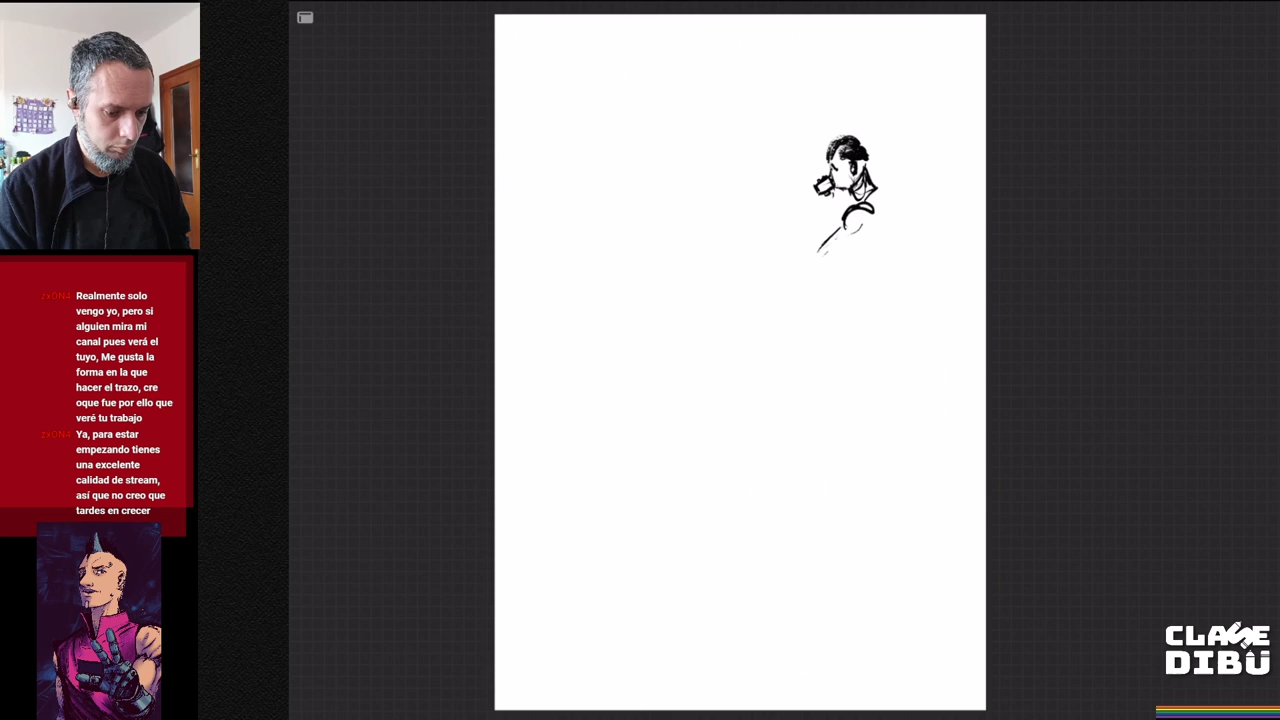 zxONA Realmente solo
vengo yo, pero si
alguien mira mi
canal pues verá el
tuyo, Me gusta la
forma en la que
hacer el trazo, cre
oque fue por ello que
veré tu trabajo
zxONA Ya, para estar
empezando tienes
una excelente
calidad de stream,
así que no creo que
tardes en crecer
CLASE
DIBU